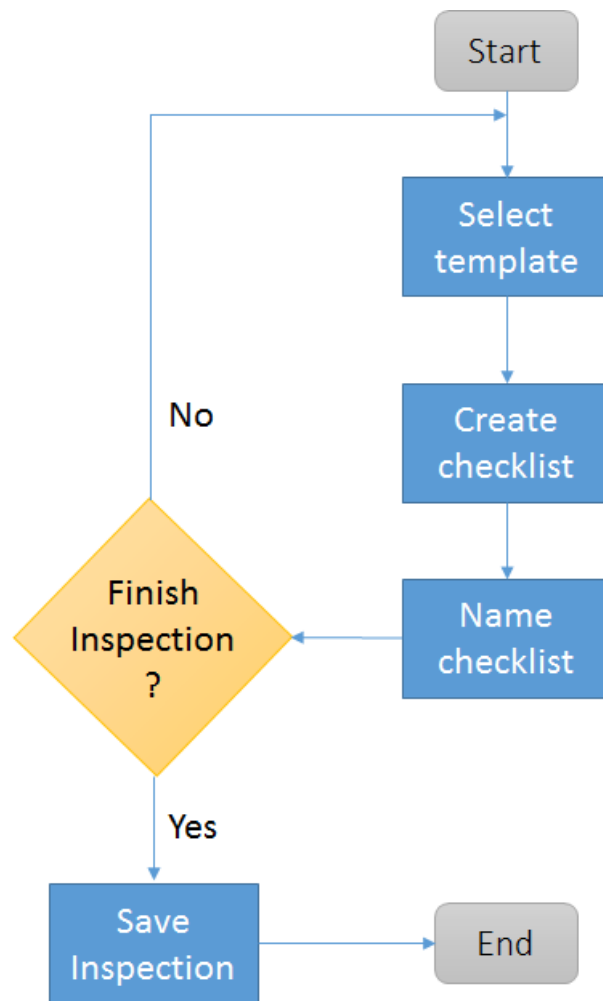 Start
Select
template
Create
checklist
Name
checklist
No
Finish
Inspection
?
Yes
Save
Inspection
End